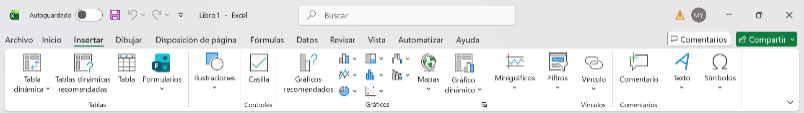 Autoguardado Libro1 - Excel Buscar MY
Archivo Inicio Insertar Dibujar Disposición de página Fórmulas Datos Revisar Vista Automatizar Ayuda Comentarios Compartir
Tabla dinámica
Tablas dinámicas recomendadas
Tabla
Formularios
Tablas
Ilustraciones
Casilla
Controles
Gráficos recomendados
Mapas
Gráfico dinámico
Gráficos
Minigráficos
Filtros
Vínculo
Vínculos
Comentario
Comentarios
Texto
Símbolos